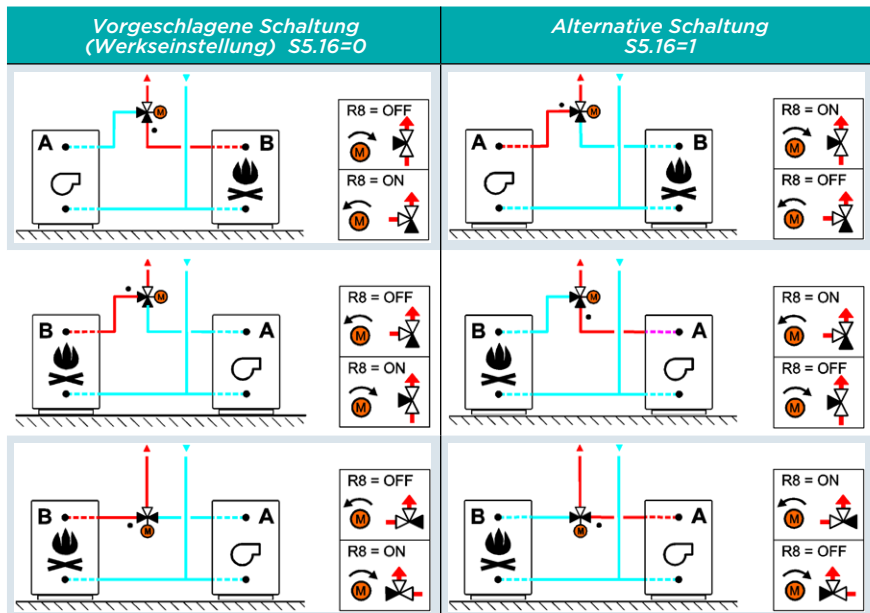 Vorgeschlagene Schaltung
(Werkseinstellung) S5.16=0
Alternative Schaltung
S5.16=1
A
M
B
R8 = OFF
M
R8 = ON
M
A
M
B
R8 = ON
M
R8 = OFF
M
B
M
A
R8 = OFF
M
R8 = ON
M
B
M
A
R8 = ON
M
R8 = OFF
M
B
M
A
R8 = OFF
M
R8 = ON
M
B
M
A
R8 = ON
M
R8 = OFF
M